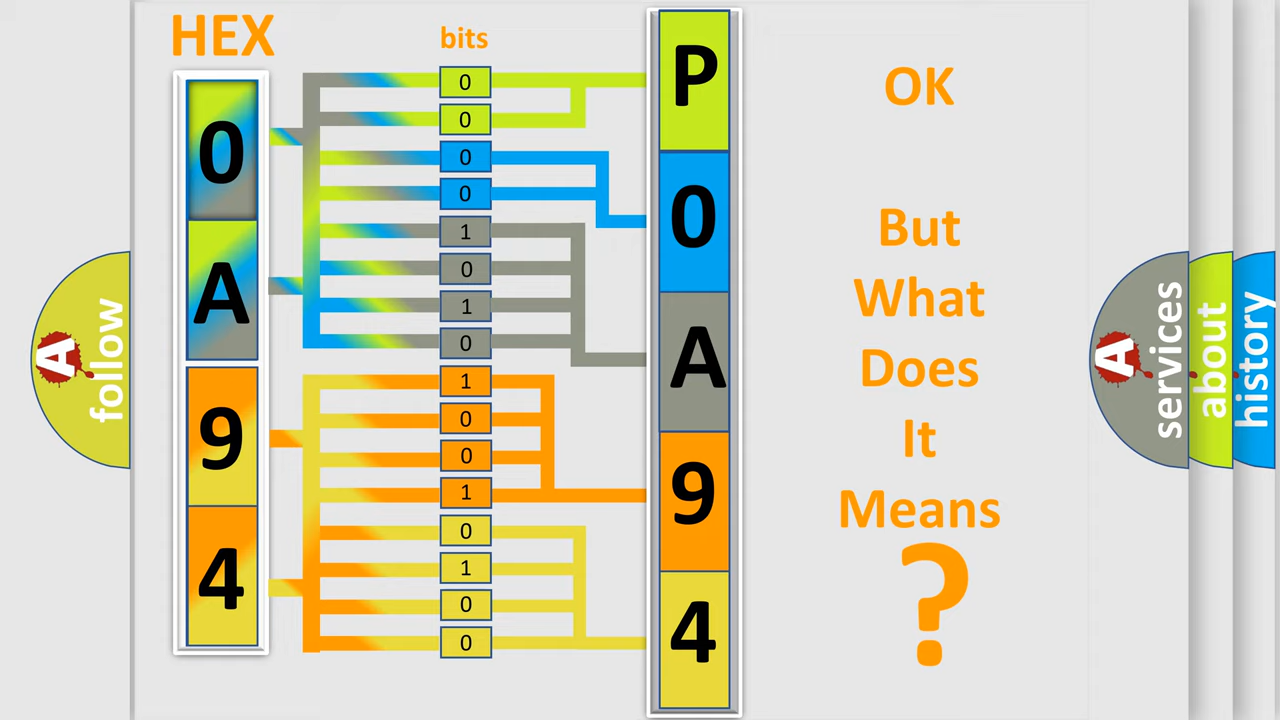 HEX
bits
0
A
9
4
0
0
0
0
1
0
1
0
1
0
0
1
0
1
0
0
P
0
A
9
4
OK
But
What
Does
It
Means
?
A
follow
A
services
about
history